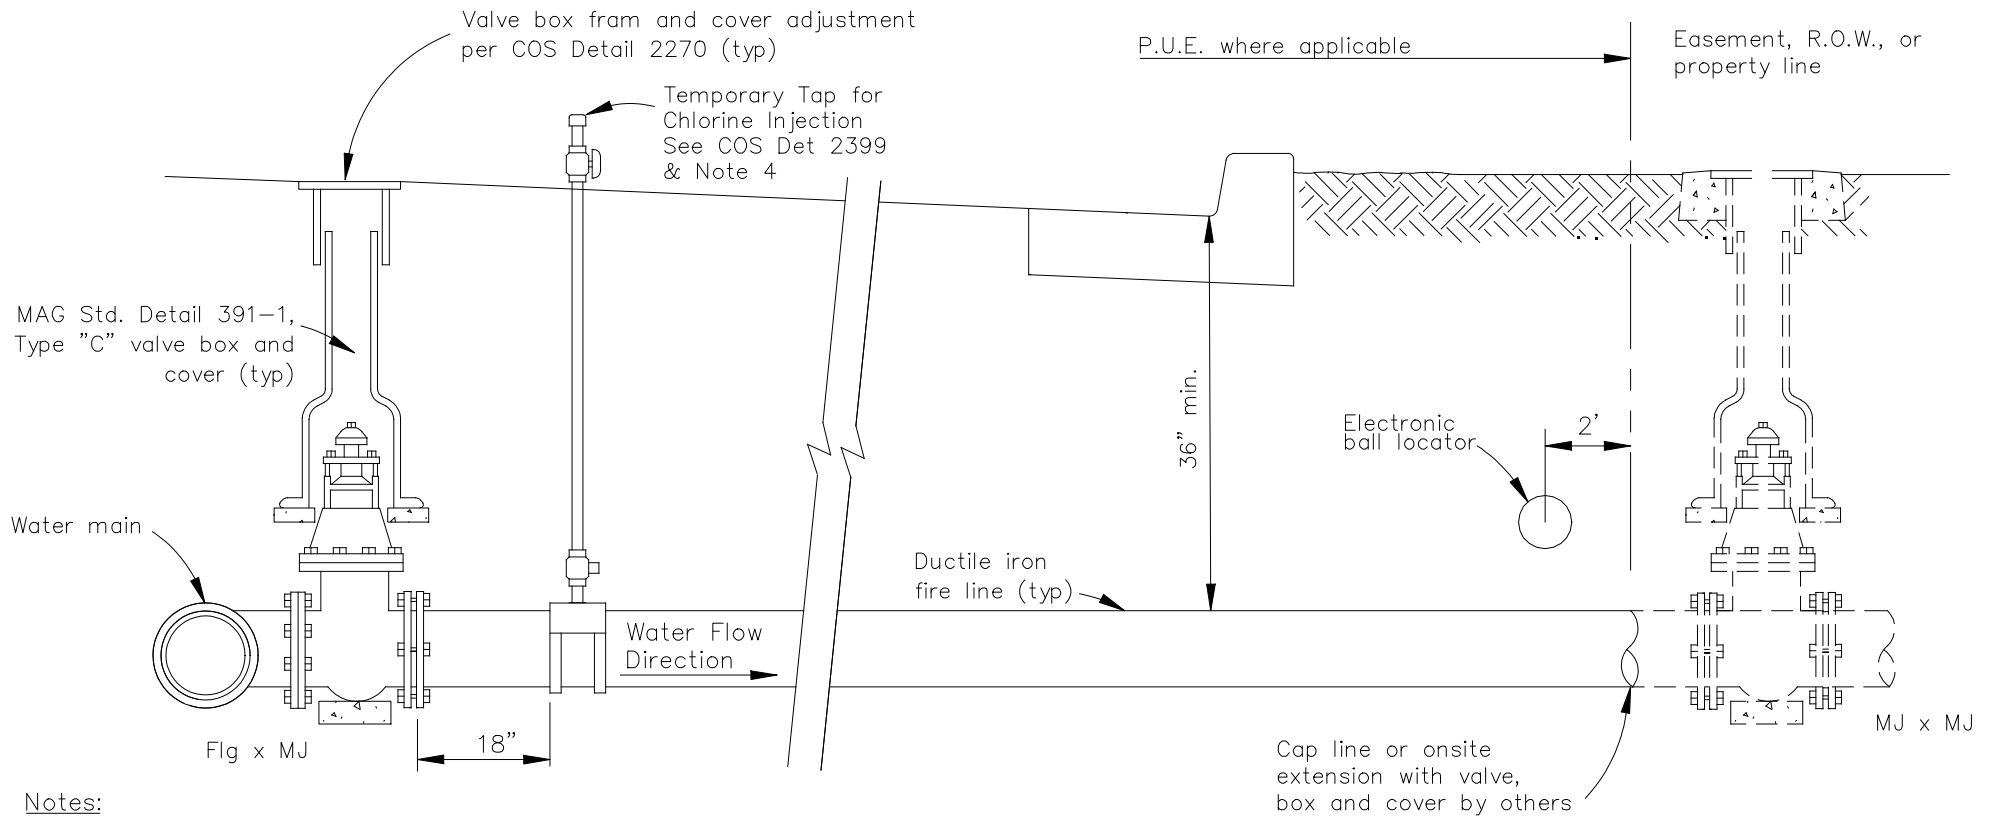 Valve box fram and cover adjustment
per COS Detail 2270 (typ)
P.U.E. where applicable
Easement, R.O.W., or
property line
Temporary Tap for
Chlorine Injection
See COS Det 2399
& Note 4
MAG Std. Detail 391-1,
Type "C" valve box and
cover (typ)
36" min.
Electronic
ball locator
2'
Water main
Ductile iron
fire line (typ)
Water Flow
Direction
Flg x MJ
18"
MJ x MJ
Cap line or onsite
extension with valve,
box and cover by others
Notes: